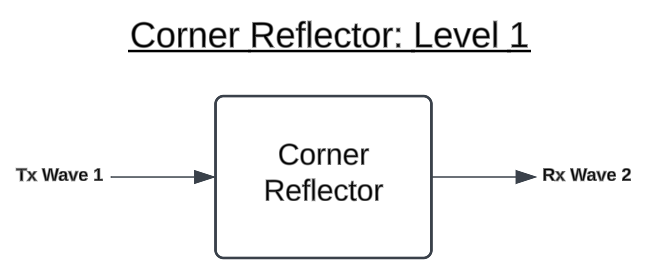 Corner Reflector: Level 1
Corner
Reflector
Tx Wave 1
Rx Wave 2